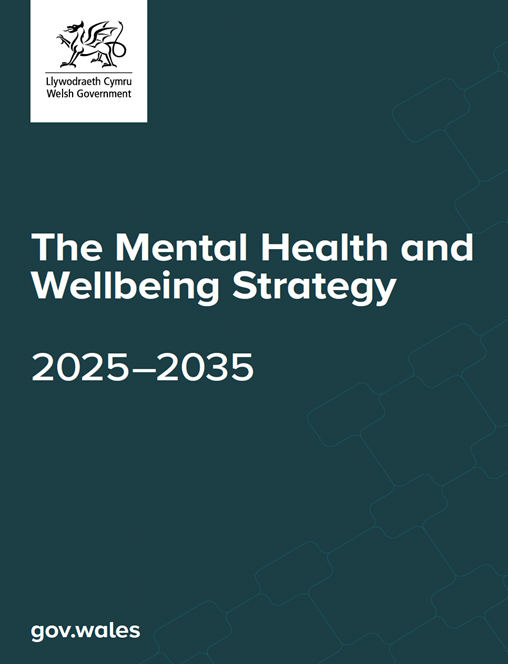 Llywodraeth Cymru
Welsh Government
The Mental Health and
Wellbeing Strategy
2025–2035
gov.wales